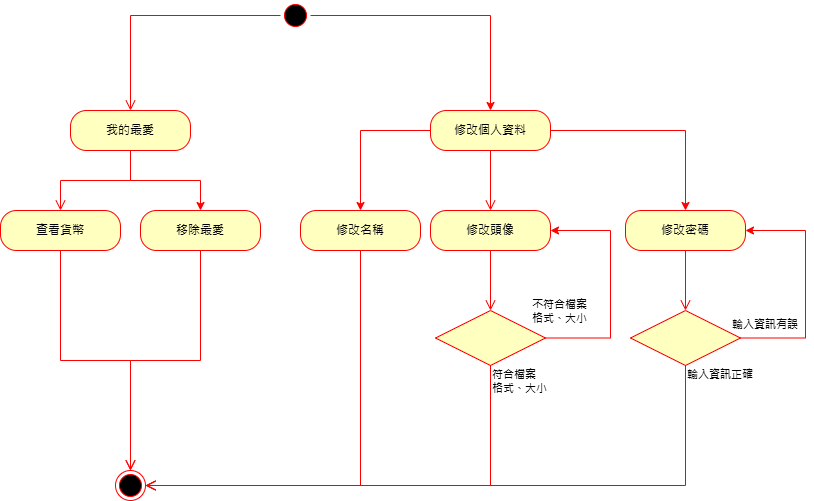 我的最愛
修改個人資料
查看貨幣
移除最愛
修改名稱
修改頭像
修改密碼
不符合檔案
格式、大小
輸入資訊有誤
符合檔案
格式、大小
輸入資訊正確